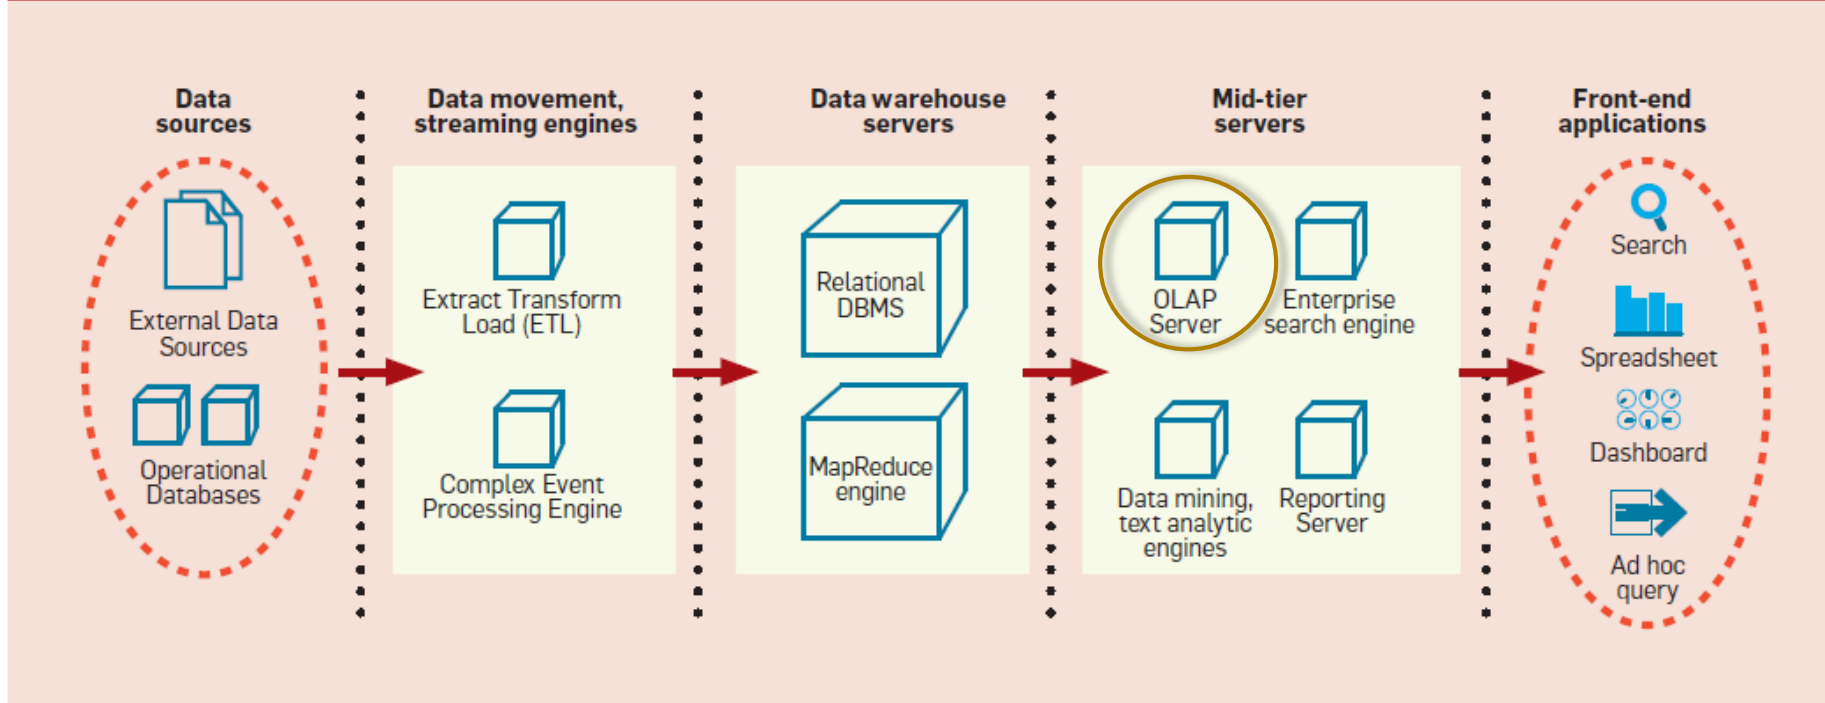 Data
sources
Data movement,
streaming engines
Data warehouse
servers
Mid-tier
servers
Front-end
applications
External Data
Sources
Operational
Databases
Extract Transform
Load (ETL)
Complex Event
Processing Engine
Relational
DBMS
MapReduce
engine
OLAP
Server
Enterprise
search engine
Data mining,
text analytic
engines
Reporting
Server
Search
Spreadsheet
Dashboard
Ad hoc
query